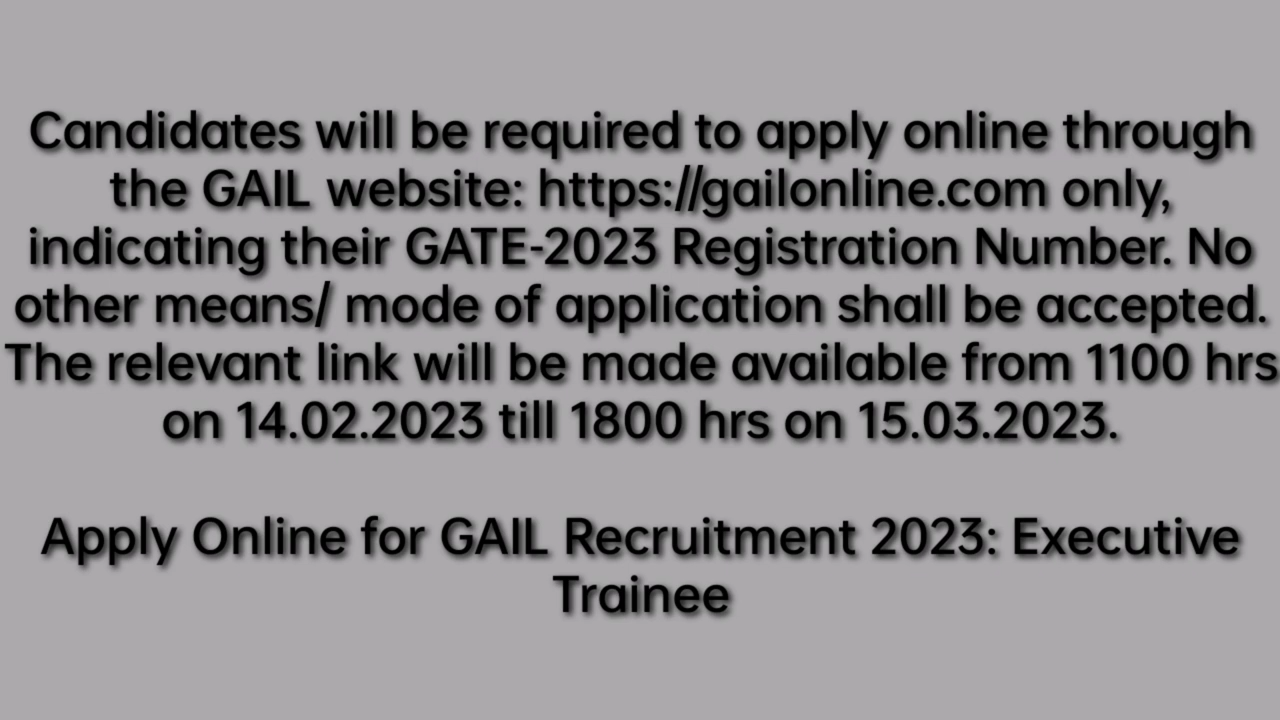 Candidates will be required to apply online through
the GAIL website: https://gailonline.com only,
indicating their GATE-2023 Registration Number. No
other means/ mode of application shall be accepted.
The relevant link will be made available from 1100 hrs
on 14.02.2023 till 1800 hrs on 15.03.2023.
Apply Online for GAIL Recruitment 2023: Executive
Trainee